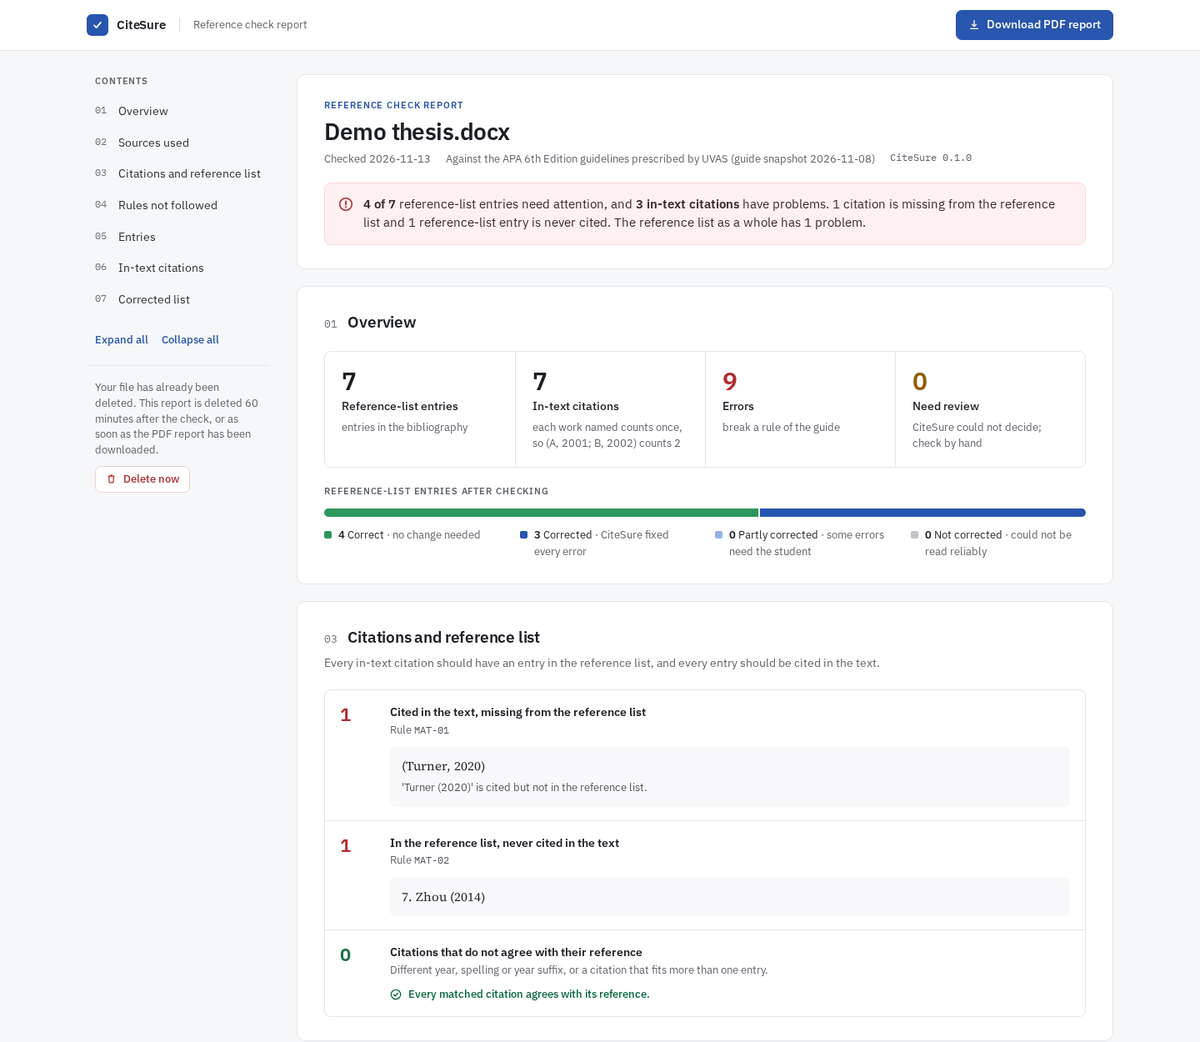 CiteSure
Reference check report
Download PDF report
CONTENTS
01 Overview
02 Sources used
03 Citations and reference list
04 Rules not followed
05 Entries
06 In-text citations
07 Corrected list
Expand all Collapse all
Your file has already been
deleted. This report is deleted 60
minutes after the check, or as
soon as the PDF report has been
downloaded.
Delete now
REFERENCE CHECK REPORT
Demo thesis.docx
Checked 2026-11-13 Against the APA 6th Edition guidelines prescribed by UVAS (guide snapshot 2026-11-08) CiteSure 0.1.0
4 of 7 reference-list entries need attention, and 3 in-text citations have problems. 1 citation is missing from the reference
list and 1 reference-list entry is never cited. The reference list as a whole has 1 problem.
01 Overview
7
Reference-list entries
entries in the bibliography
7
In-text citations
each work named counts once,
so (A, 2001; B, 2002) counts 2
9
Errors
break a rule of the guide
0
Need review
CiteSure could not decide;
check by hand
REFERENCE-LIST ENTRIES AFTER CHECKING
4 Correct · no change needed
3 Corrected · CiteSure fixed
every error
0 Partly corrected · some errors
need the student
0 Not corrected · could not be
read reliably
03 Citations and reference list
Every in-text citation should have an entry in the reference list, and every entry should be cited in the text.
1
Cited in the text, missing from the reference list
Rule MAT-01
(Turner, 2020)
'Turner (2020)' is cited but not in the reference list.
1
In the reference list, never cited in the text
Rule MAT-02
7. Zhou (2014)
0
Citations that do not agree with their reference
Different year, spelling or year suffix, or a citation that fits more than one entry.
Every matched citation agrees with its reference.